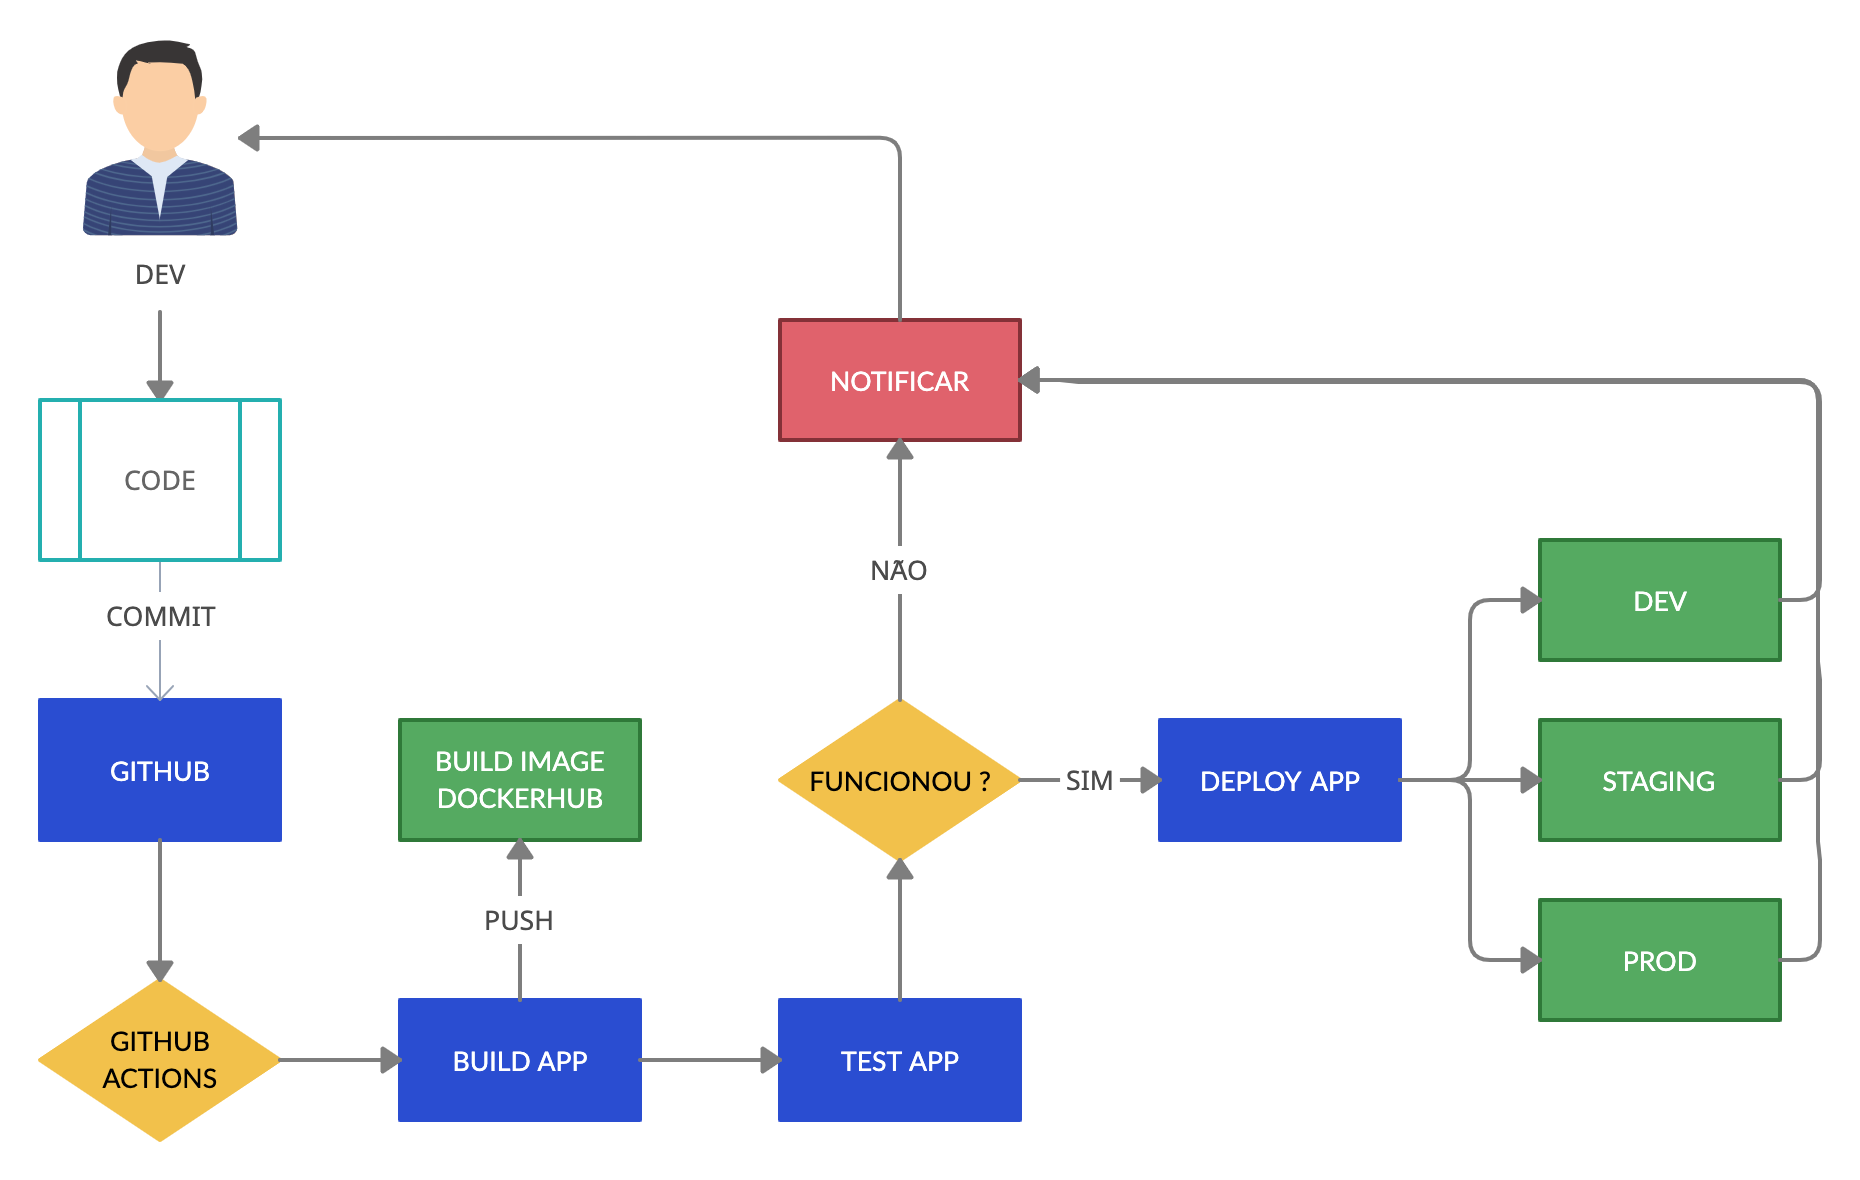 DEV
CODE
COMMIT
GITHUB
GITHUB
ACTIONS
BUILD IMAGE
DOCKERHUB
PUSH
BUILD APP
TEST APP
NOTIFICAR
NÃO
FUNCIONOU ?
SIM
DEPLOY APP
DEV
STAGING
PROD